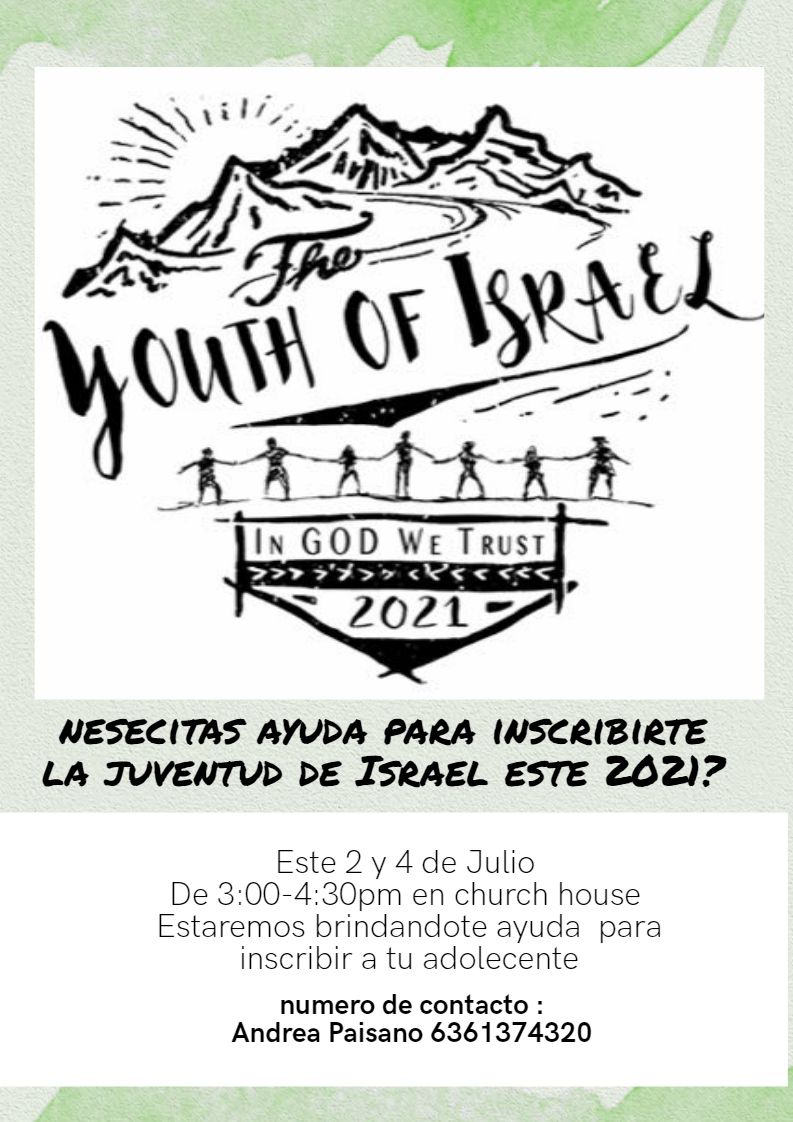 The
Youth of Israel
In God We Trust
2021
nesecitas ayuda para inscribirte
la juventud de Israel este 2021?
Este 2 y 4 de Julio
De 3:00-4:30pm en church house
Estaremos brindandote ayuda  para
inscribir a tu adolecente
numero de contacto :
Andrea Paisano 6361374320